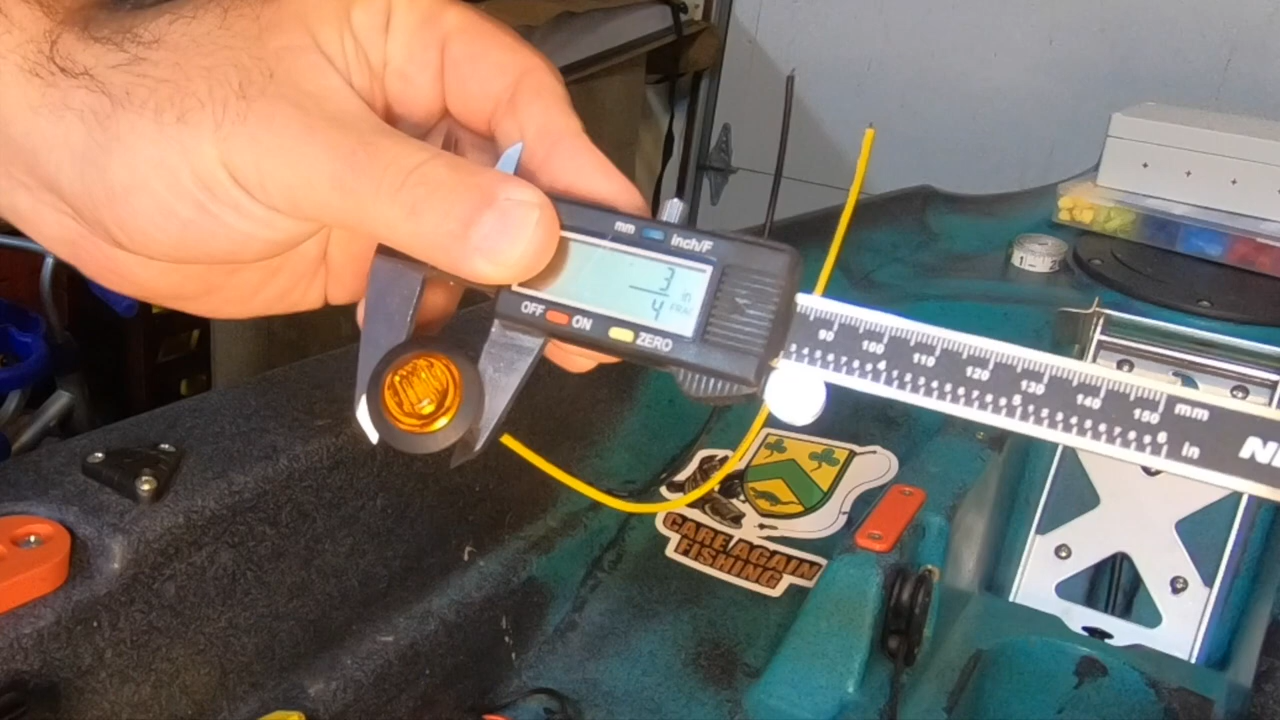 mm inch/F
3
4
in
FRAC
OFF ON ZERO
90 100 110 120 130 140 150 mm
in
CARE AGAIN
FISHING